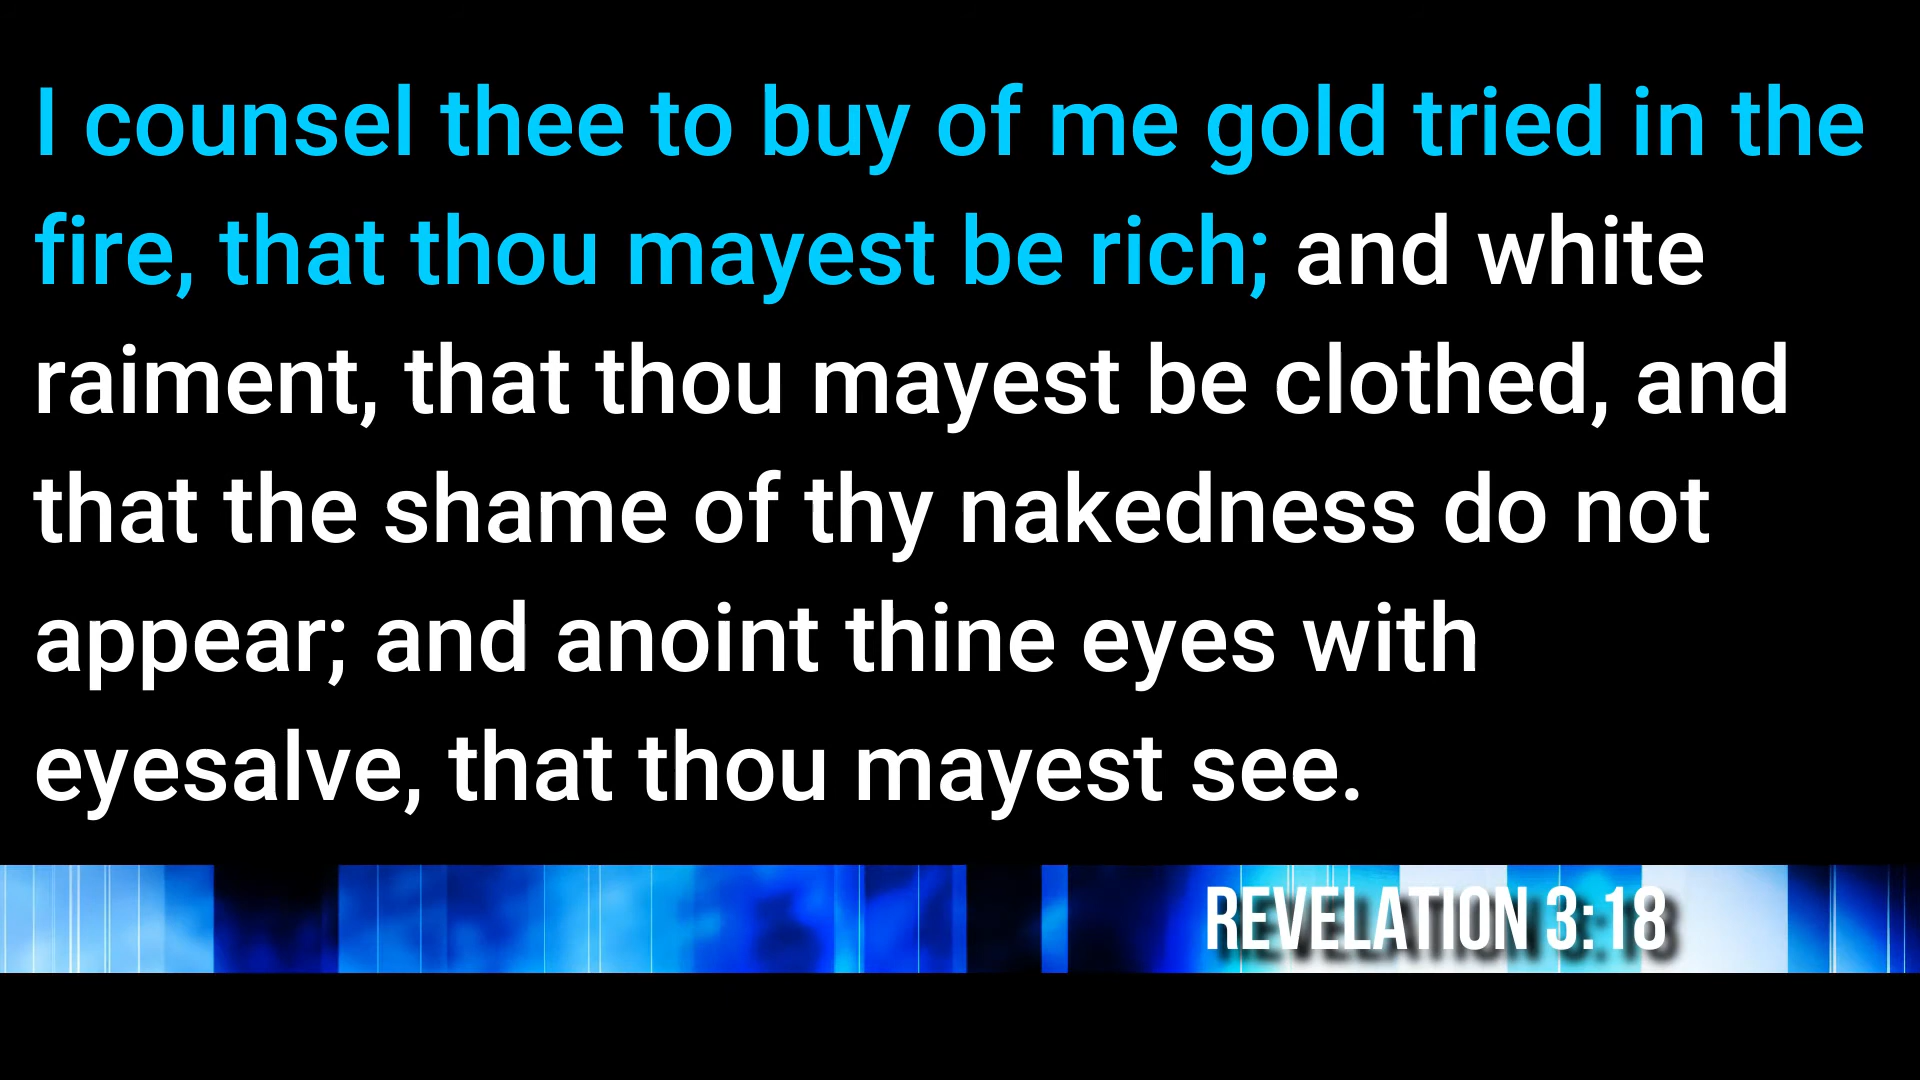 I counsel thee to buy of me gold tried in the
fire, that thou mayest be rich; and white
raiment, that thou mayest be clothed, and
that the shame of thy nakedness do not
appear; and anoint thine eyes with
eyesalve, that thou mayest see.
REVELATION 3:18